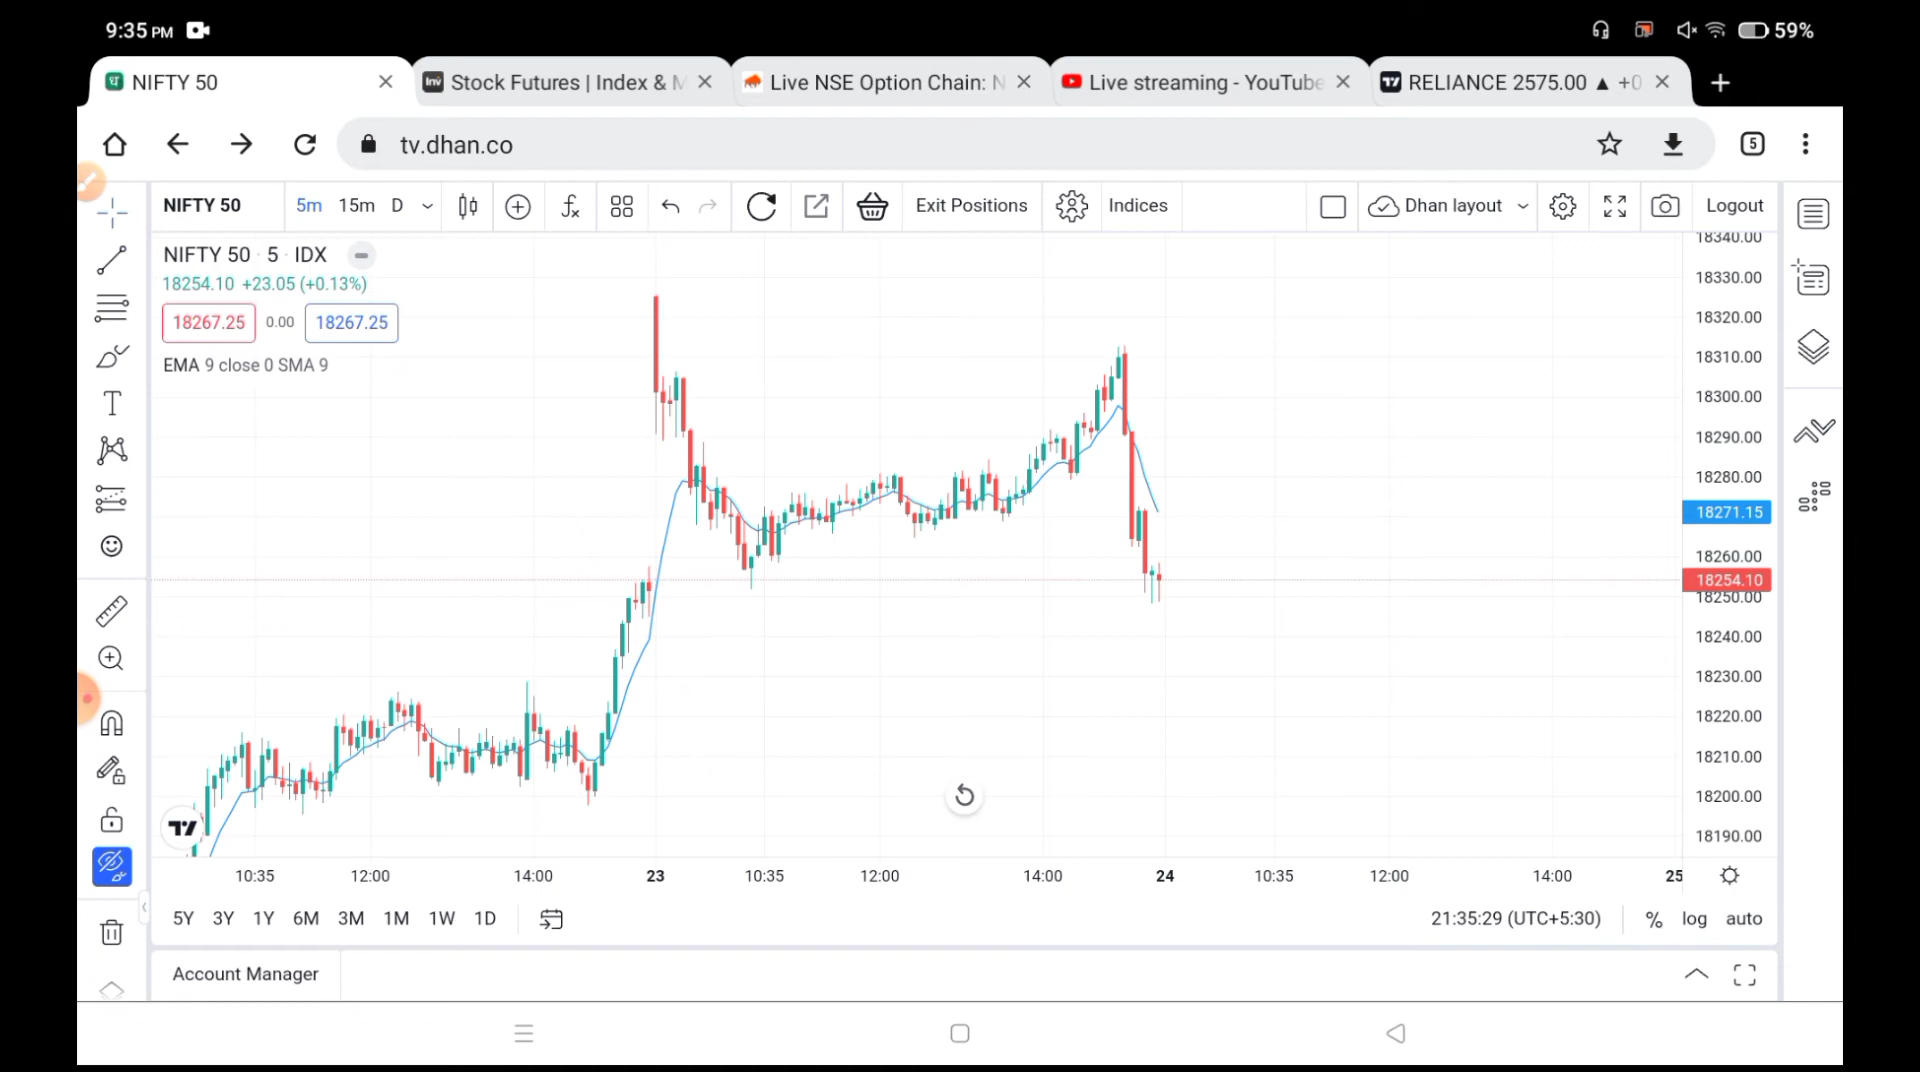 9:35 PM 59%
NIFTY 50 Stock Futures | Index & M Live NSE Option Chain: N Live streaming - YouTube RELIANCE 2575.00 ▲ +0
tv.dhan.co 5
NIFTY 50 5m 15m D Exit Positions Indices Dhan layout Logout
NIFTY 50 · 5 · IDX
18254.10 +23.05 (+0.13%)
18267.25 0.00 18267.25
EMA 9 close 0 SMA 9
18340.00
18330.00
18320.00
18310.00
18300.00
18290.00
18280.00
18271.15
18260.00
18254.10
18250.00
18240.00
18230.00
18220.00
18210.00
18200.00
18190.00
10:35 12:00 14:00 23 10:35 12:00 14:00 24 10:35 12:00 14:00 25
5Y 3Y 1Y 6M 3M 1M 1W 1D 21:35:29 (UTC+5:30) % log auto
Account Manager